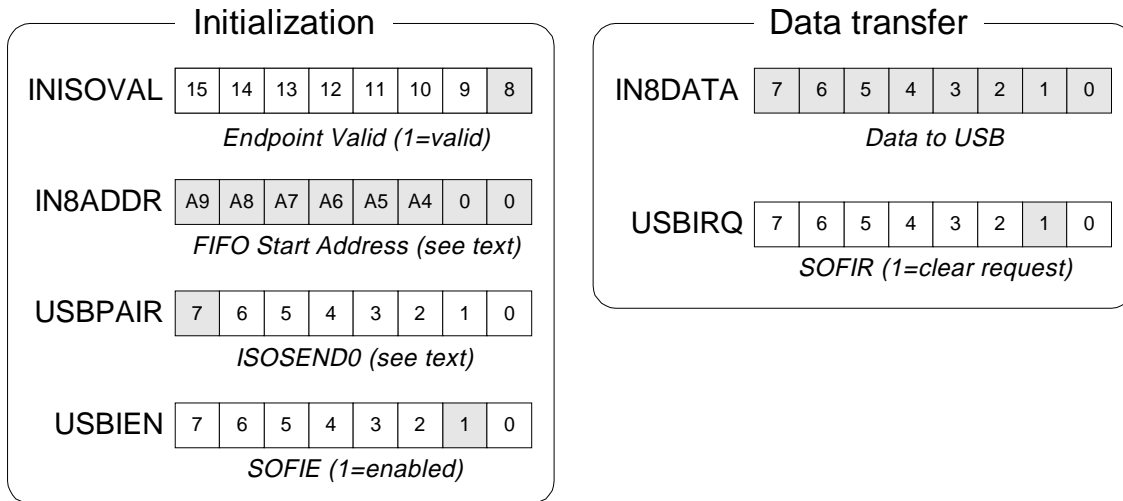 Initialization
INISOVAL 15 14 13 12 11 10 9 8
Endpoint Valid (1=valid)
IN8ADDR A9 A8 A7 A6 A5 A4 0 0
FIFO Start Address (see text)
USBPAIR 7 6 5 4 3 2 1 0
ISOSEND0 (see text)
USBIEN 7 6 5 4 3 2 1 0
SOFIE (1=enabled)
Data transfer
IN8DATA 7 6 5 4 3 2 1 0
Data to USB
USBIRQ 7 6 5 4 3 2 1 0
SOFIR (1=clear request)